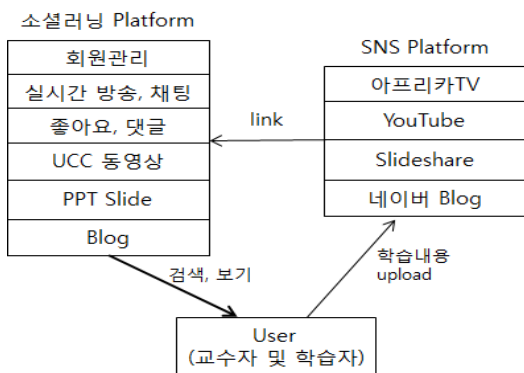 소셜러닝 Platform
회원관리
실시간 방송, 채팅
좋아요, 댓글
UCC 동영상
PPT Slide
Blog
link
SNS Platform
아프리카TV
YouTube
Slideshare
네이버 Blog
검색, 보기
학습내용
upload
User
(교수자 및 학습자)